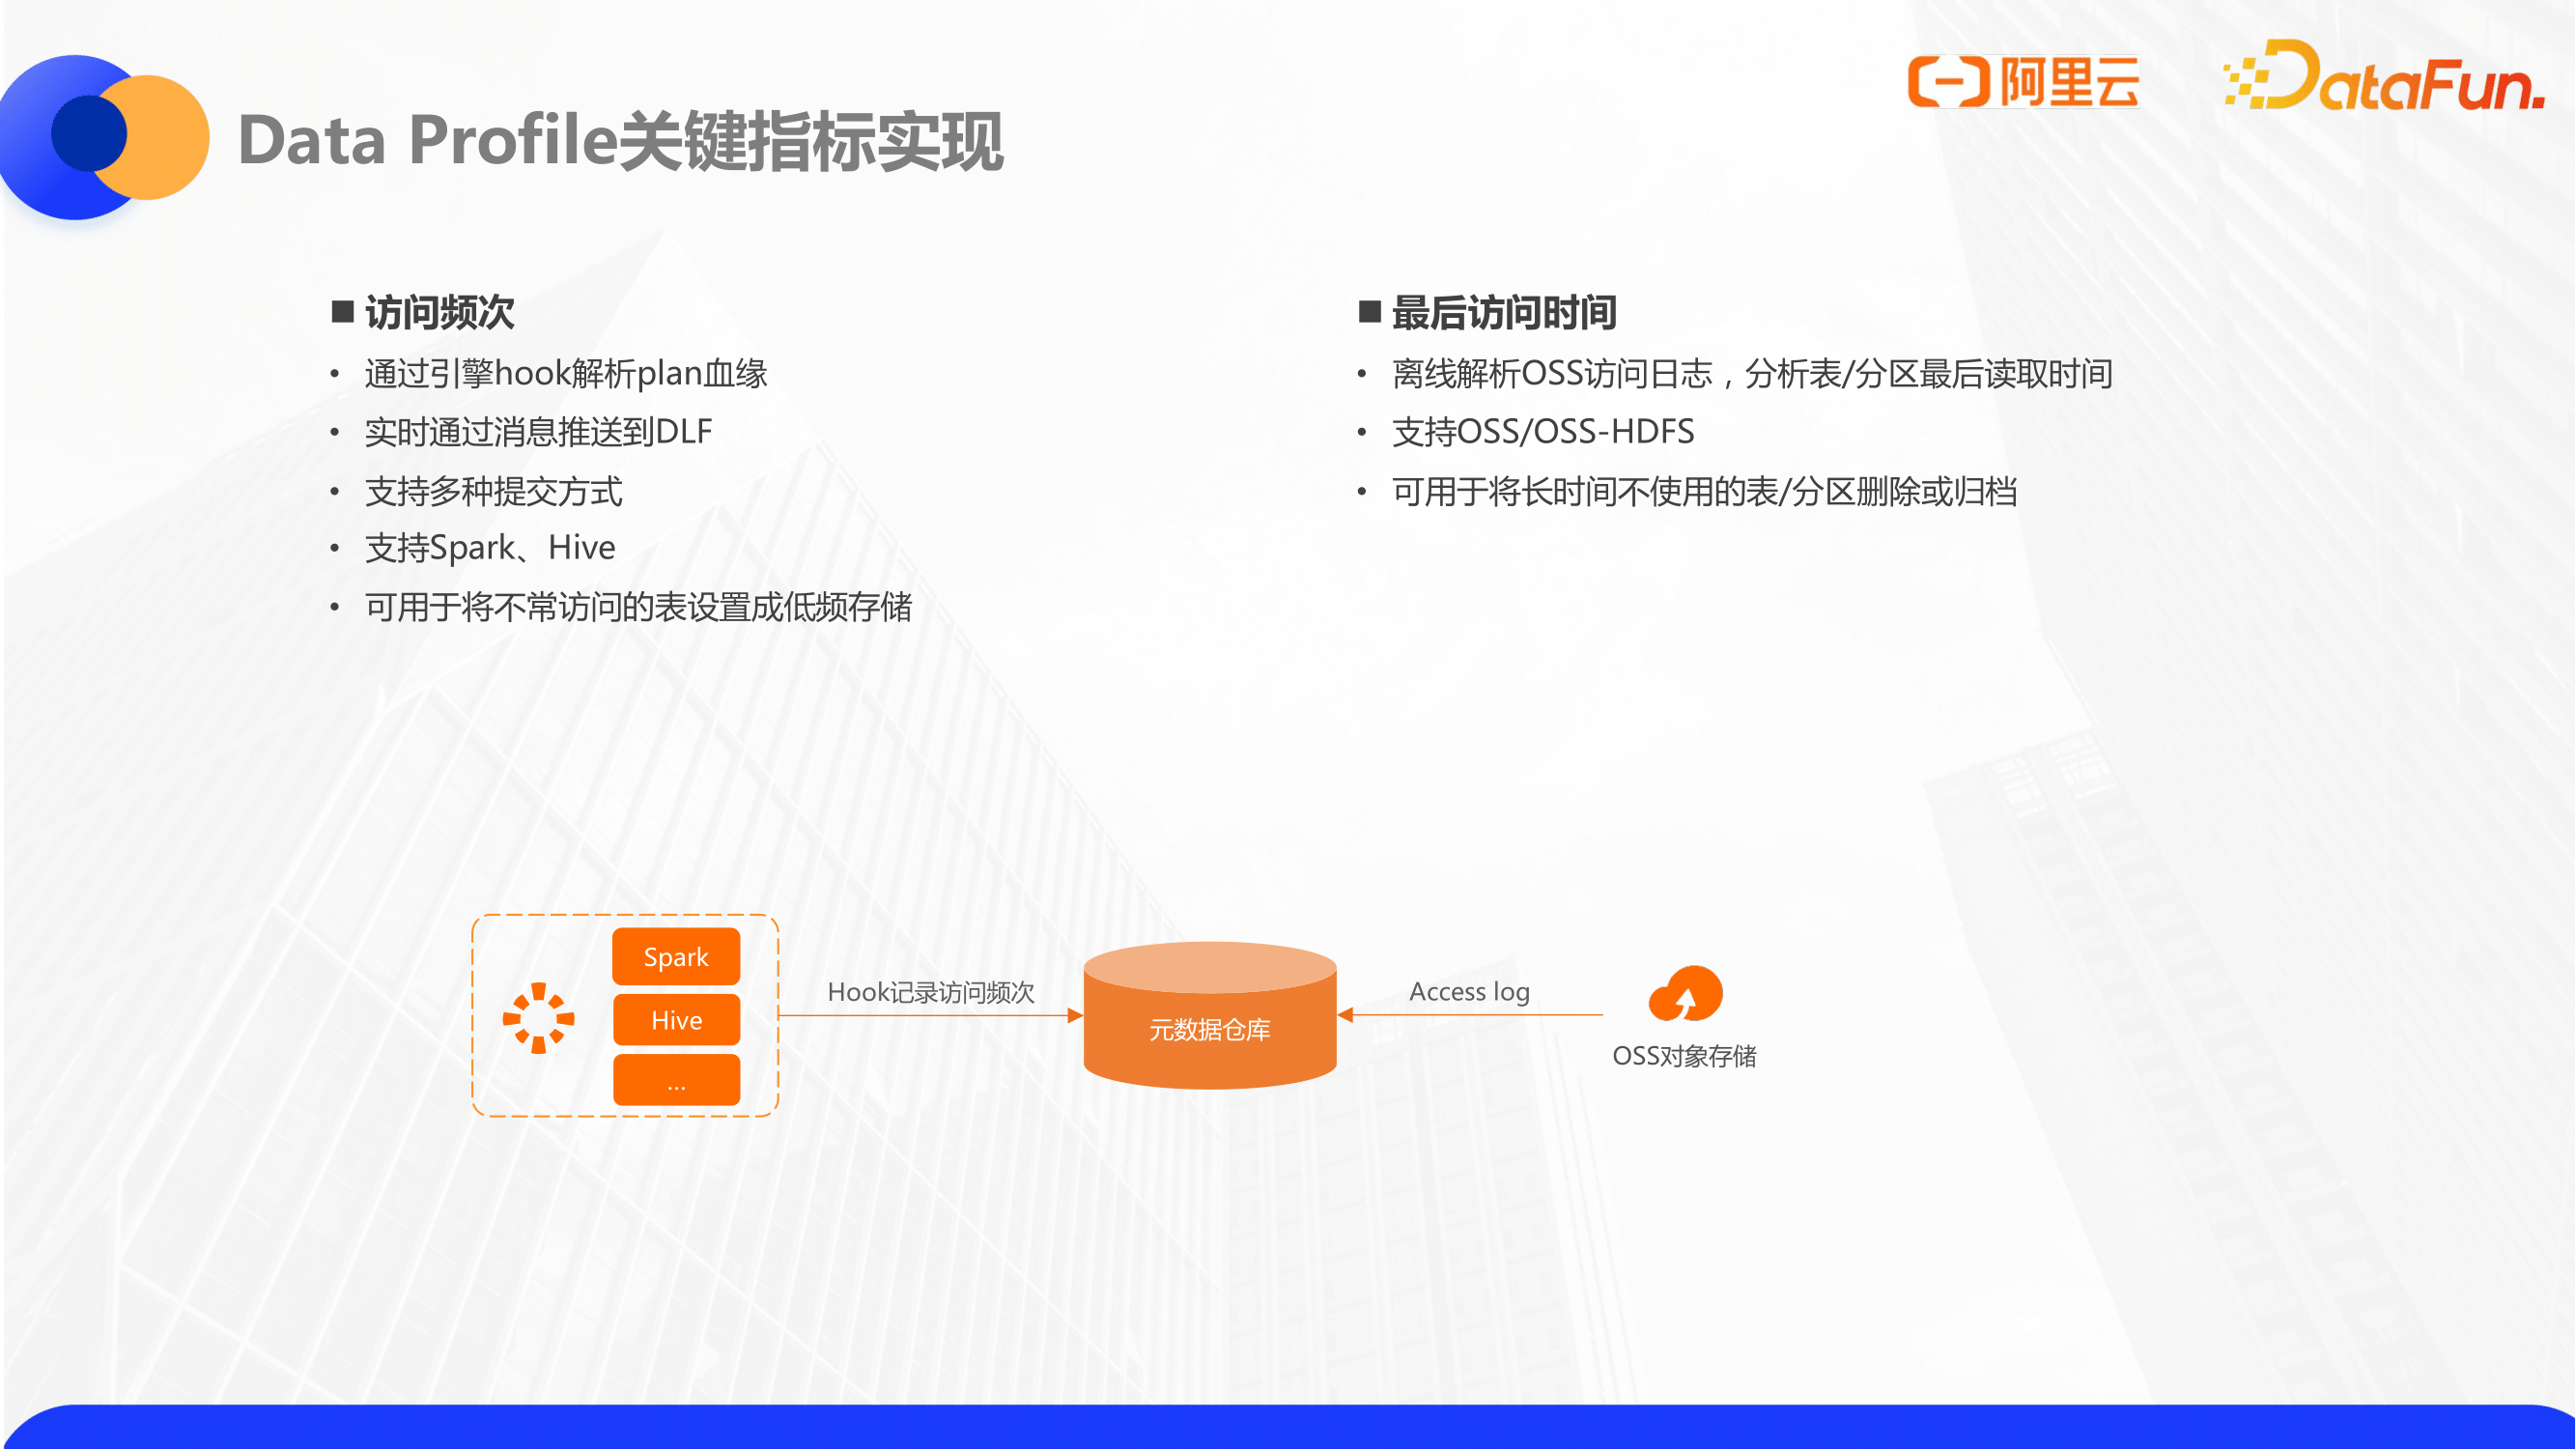 阿里云
DataFun.
Data Profile关键指标实现
■ 访问频次
• 通过引擎hook解析plan血缘
• 实时通过消息推送到DLF
• 支持多种提交方式
• 支持Spark、Hive
• 可用于将不常访问的表设置成低频存储
■ 最后访问时间
• 离线解析OSS访问日志，分析表/分区最后读取时间
• 支持OSS/OSS-HDFS
• 可用于将长时间不使用的表/分区删除或归档
Spark
Hive
...
Hook记录访问频次
元数据仓库
Access log
OSS对象存储